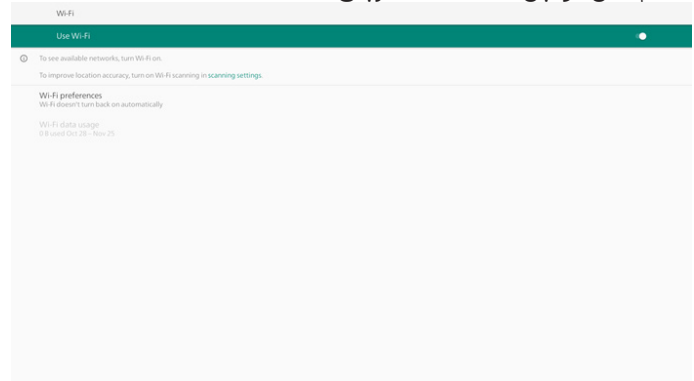 Wi-Fi
Use Wi-Fi
To see available networks, turn Wi-Fi on.
To improve location accuracy, turn on Wi-Fi scanning in scanning settings.
Wi-Fi preferences
Wi-Fi doesn't turn back on automatically
Wi-Fi data usage
0 B used Oct 28 - Nov 25